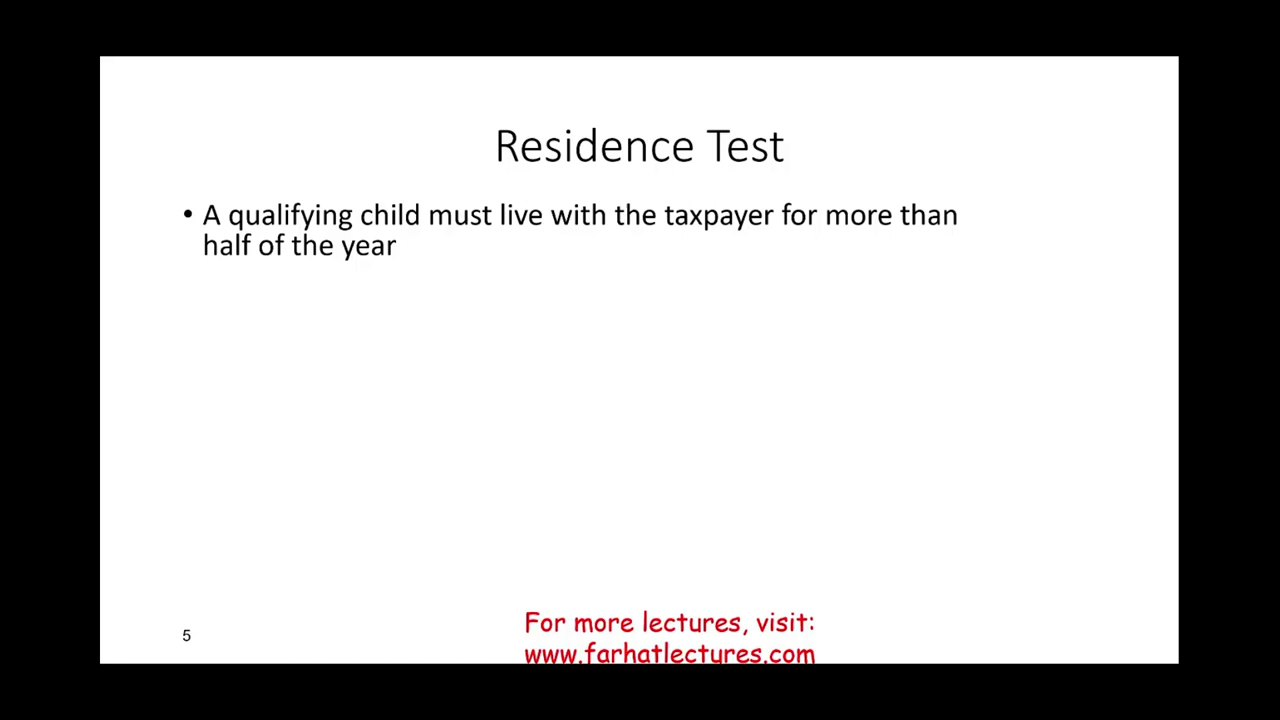 Residence Test
• A qualifying child must live with the taxpayer for more than
half of the year
5
For more lectures, visit:
www.farhatlectures.com